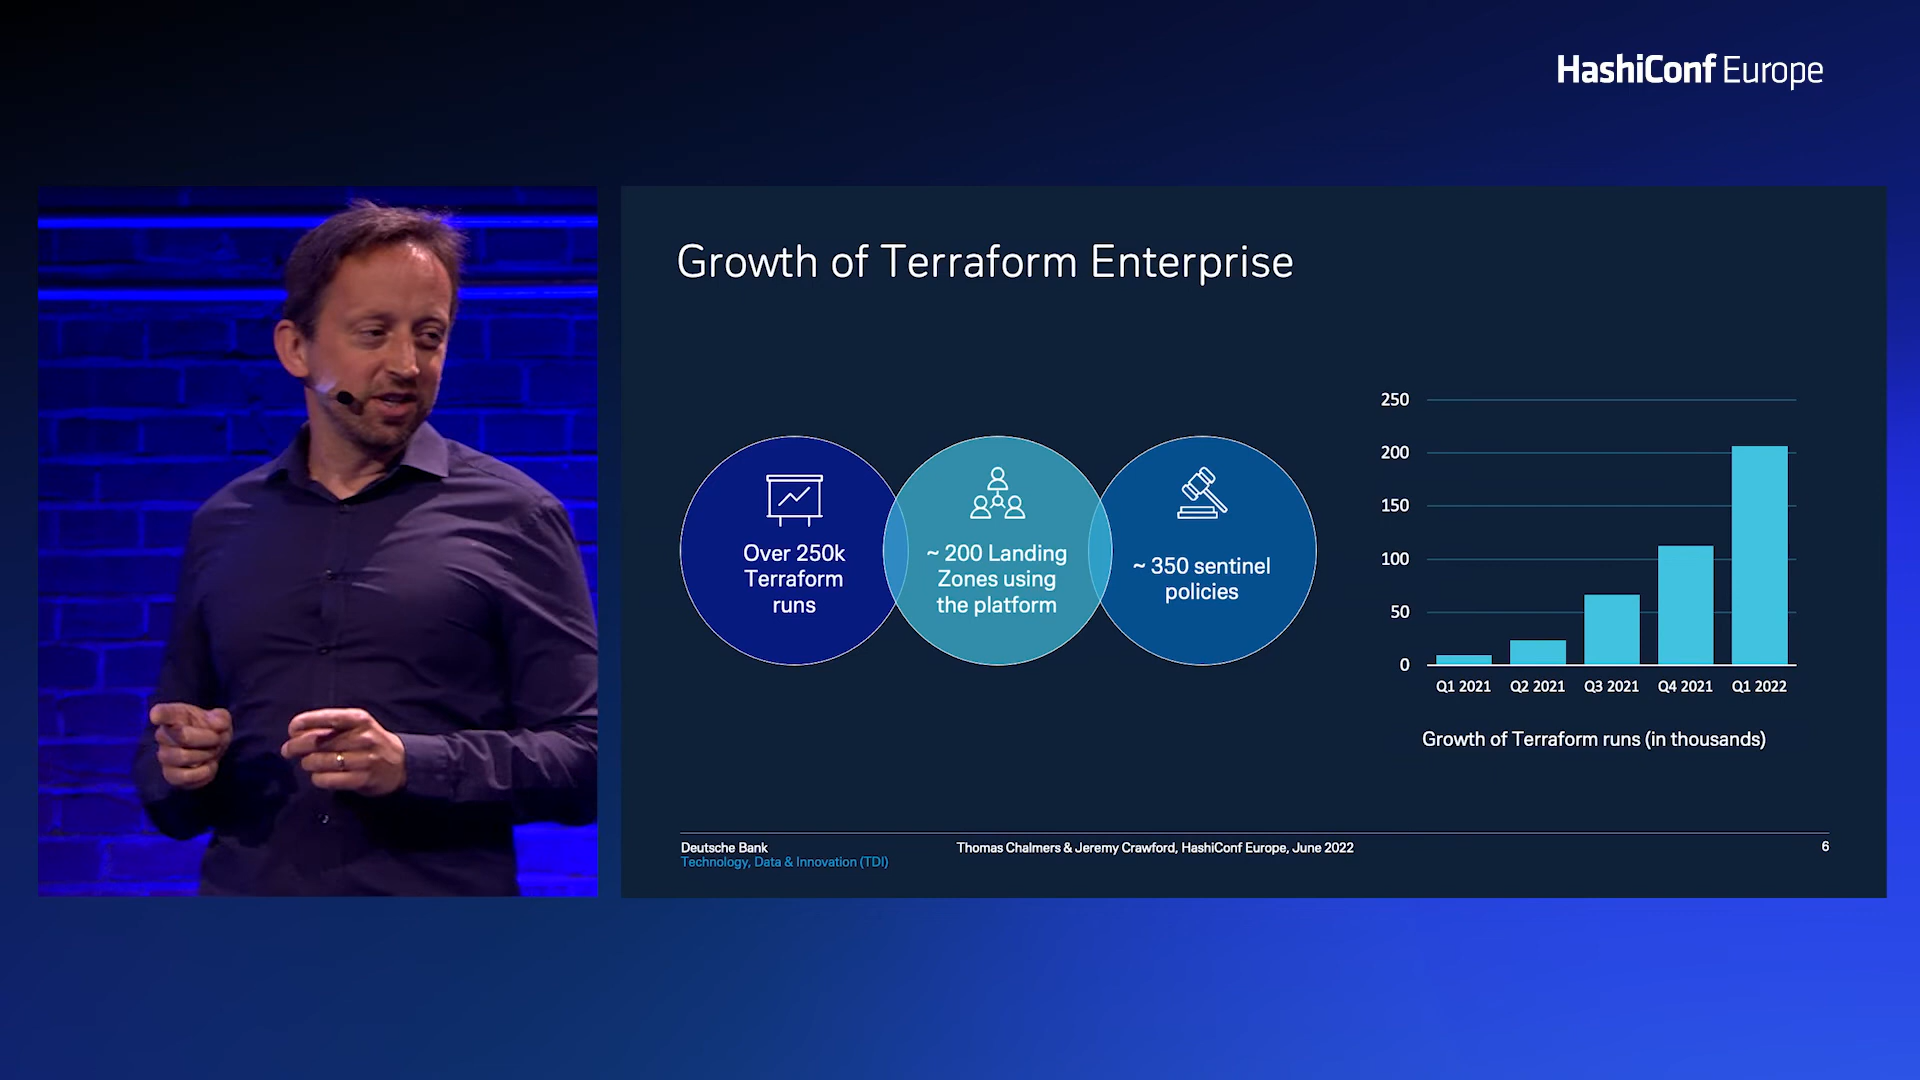 HashiConf Europe
Growth of Terraform Enterprise
Over 250k
Terraform
runs
~ 200 Landing
Zones using
the platform
~ 350 sentinel
policies
250
200
150
100
50
0
Q1 2021 Q2 2021 Q3 2021 Q4 2021 Q1 2022
Growth of Terraform runs (in thousands)
Deutsche Bank
Technology, Data & Innovation (TDI)
Thomas Chalmers & Jeremy Crawford, HashiConf Europe, June 2022
6